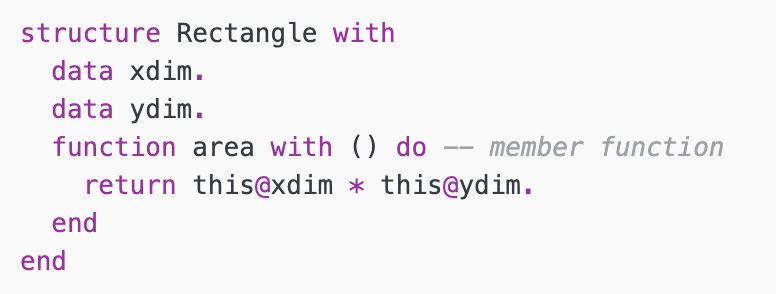 structure Rectangle with
data xdim.
data ydim.
function area with () do -- member function
return this@xdim * this@ydim.
end
end